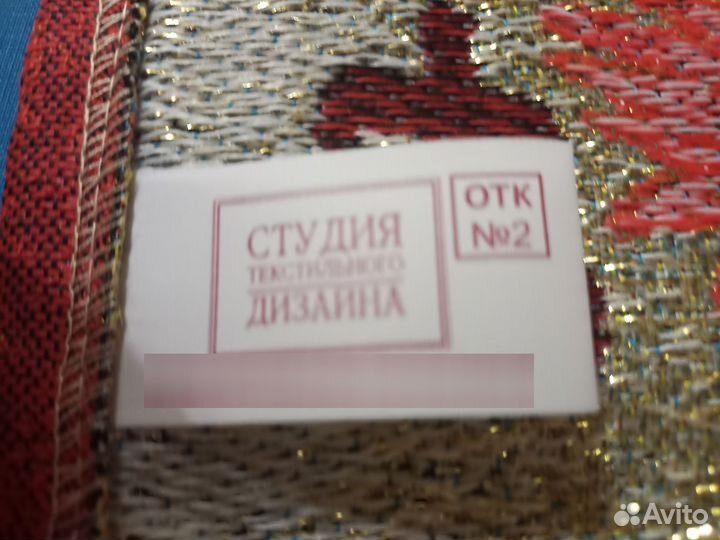 СТУДИЯ
ТЕКСТИЛЬНОГО
ДИЗАЙНА
ОТК
№2
Avito